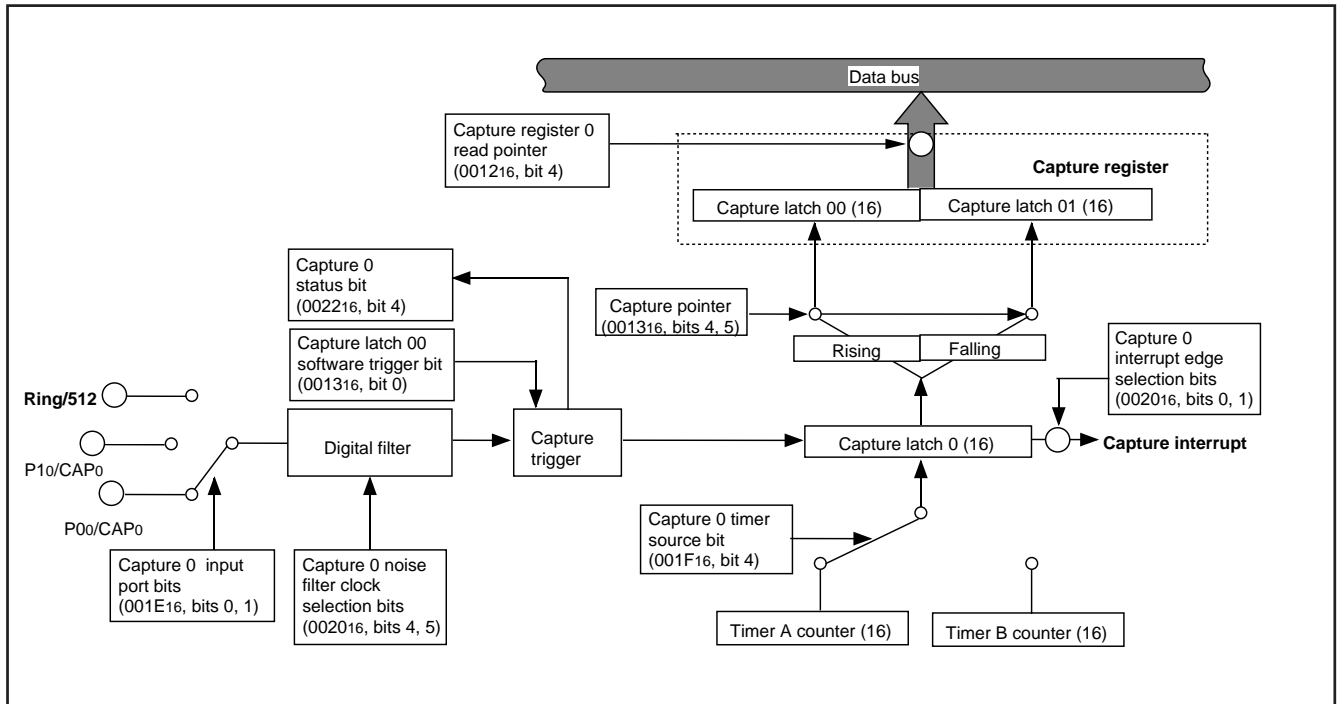 Data bus
Capture register 0
read pointer
(001216, bit 4)
Capture register
Capture latch 00 (16)
Capture latch 01 (16)
Capture 0
status bit
(002216, bit 4)
Capture pointer
(001316, bits 4, 5)
Capture latch 00
software trigger bit
(001316, bit 0)
Rising
Falling
Capture 0
interrupt edge
selection bits
(002016, bits 0, 1)
Ring/512
P10/CAP0
P00/CAP0
Digital filter
Capture
trigger
Capture latch 0 (16)
Capture interrupt
Capture 0 timer
source bit
(001F16, bit 4)
Capture 0 input
port bits
(001E16, bits 0, 1)
Capture 0 noise
filter clock
selection bits
(002016, bits 4, 5)
Timer A counter (16)
Timer B counter (16)